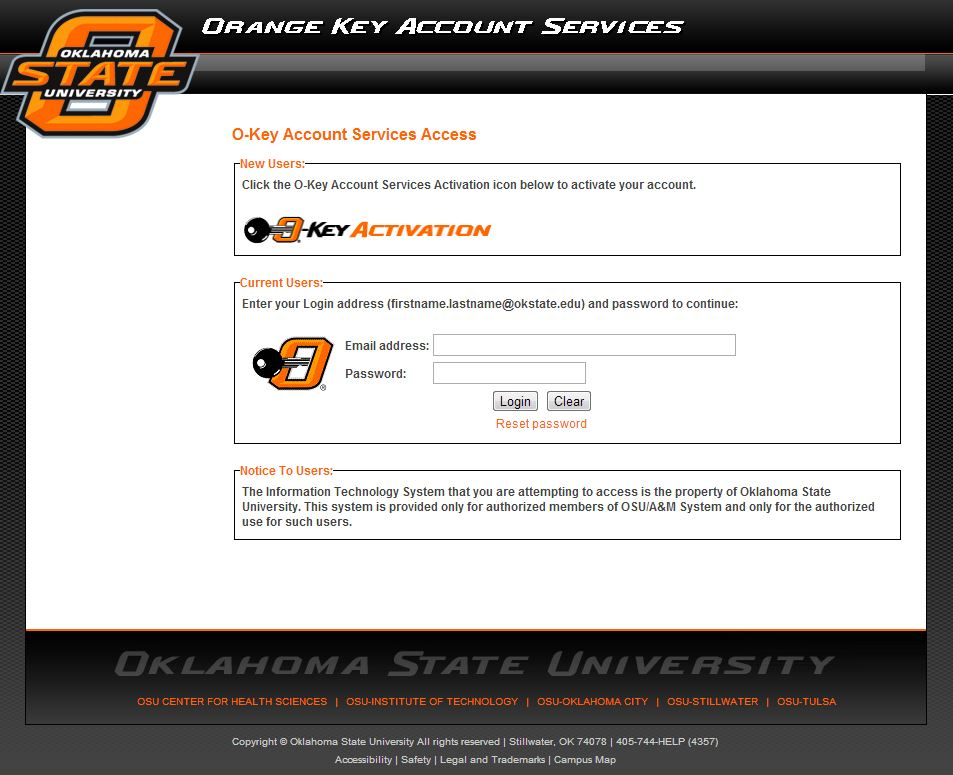 Orange Key Account Services
OKLAHOMA
STATE
UNIVERSITY
O-Key Account Services Access
New Users:
Click the O-Key Account Services Activation icon below to activate your account.
O-Key Activation
Current Users:
Enter your Login address (firstname.lastname@okstate.edu) and password to continue:
Email address:
Password:
®
Login Clear
Reset password
Notice To Users:
The Information Technology System that you are attempting to access is the property of Oklahoma State
University. This system is provided only for authorized members of OSU/A&M System and only for the authorized
use for such users.
Oklahoma State University
OSU CENTER FOR HEALTH SCIENCES | OSU-INSTITUTE OF TECHNOLOGY | OSU-OKLAHOMA CITY | OSU-STILLWATER | OSU-TULSA
Copyright © Oklahoma State University All rights reserved | Stillwater, OK 74078 | 405-744-HELP (4357)
Accessibility | Safety | Legal and Trademarks | Campus Map